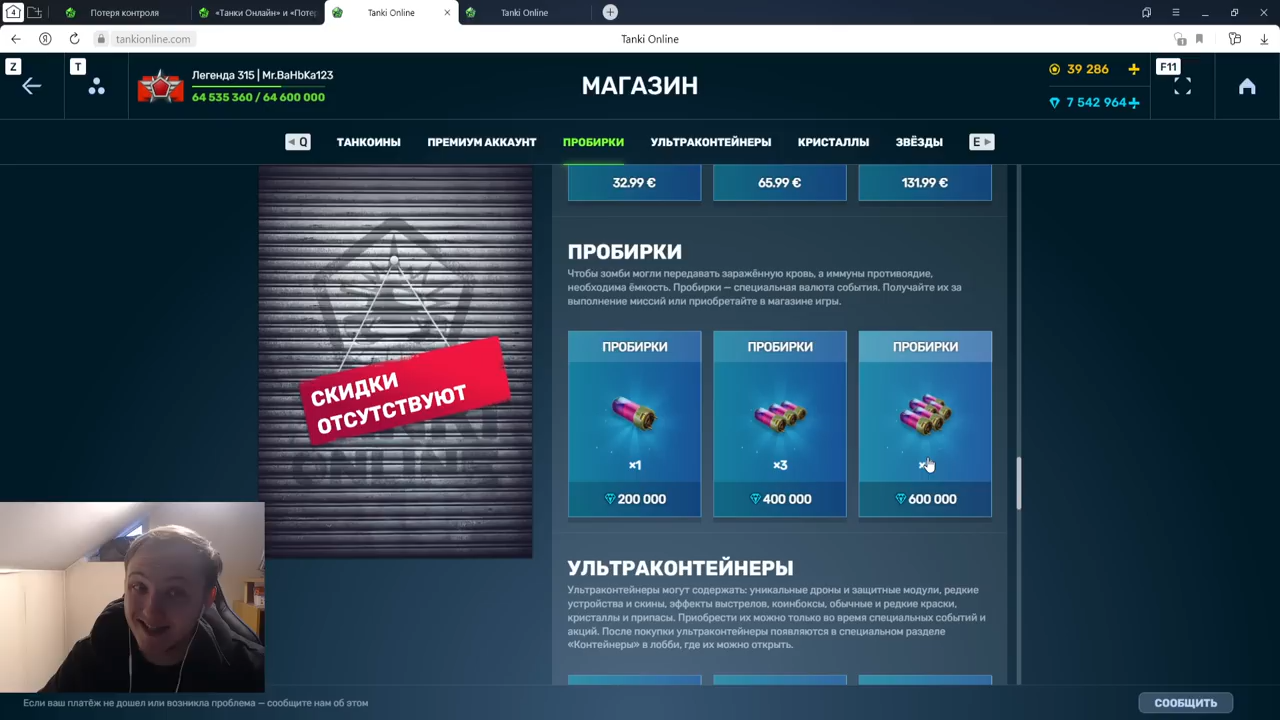 4
Потеря контроля
«Танки Онлайн» и «Потер
Tanki Online
Tanki Online
tankionline.com
Tanki Online
Z
T
Легенда 315 | Mr.BaHbKa123
64 535 360 / 64 600 000
МАГАЗИН
39 286
7 542 964
F11
Q
ТАНКОИНЫ
ПРЕМИУМ АККАУНТ
ПРОБИРКИ
УЛЬТРАКОНТЕЙНЕРЫ
КРИСТАЛЛЫ
ЗВЁЗДЫ
E
32.99 €
65.99 €
131.99 €
ПРОБИРКИ
Чтобы зомби могли передавать заражённую кровь, а иммуны противоядие,
необходима ёмкость. Пробирки — специальная валюта события. Получайте их за
выполнение миссий или приобретайте в магазине игры.
ПРОБИРКИ
ПРОБИРКИ
ПРОБИРКИ
×1
×3
200 000
400 000
600 000
СКИДКИ
ОТСУТСТВУЮТ
ONLINE
УЛЬТРАКОНТЕЙНЕРЫ
Ультраконтейнеры могут содержать: уникальные дроны и защитные модули, редкие
устройства и скины, эффекты выстрелов, коинбоксы, обычные и редкие краски,
кристаллы и припасы. Приобрести их можно только во время специальных событий и
акций. После покупки ультраконтейнеры появляются в специальном разделе
«Контейнеры» в лобби, где их можно открыть.
Если ваш платёж не дошел или возникла проблема — сообщите нам об этом
СООБЩИТЬ